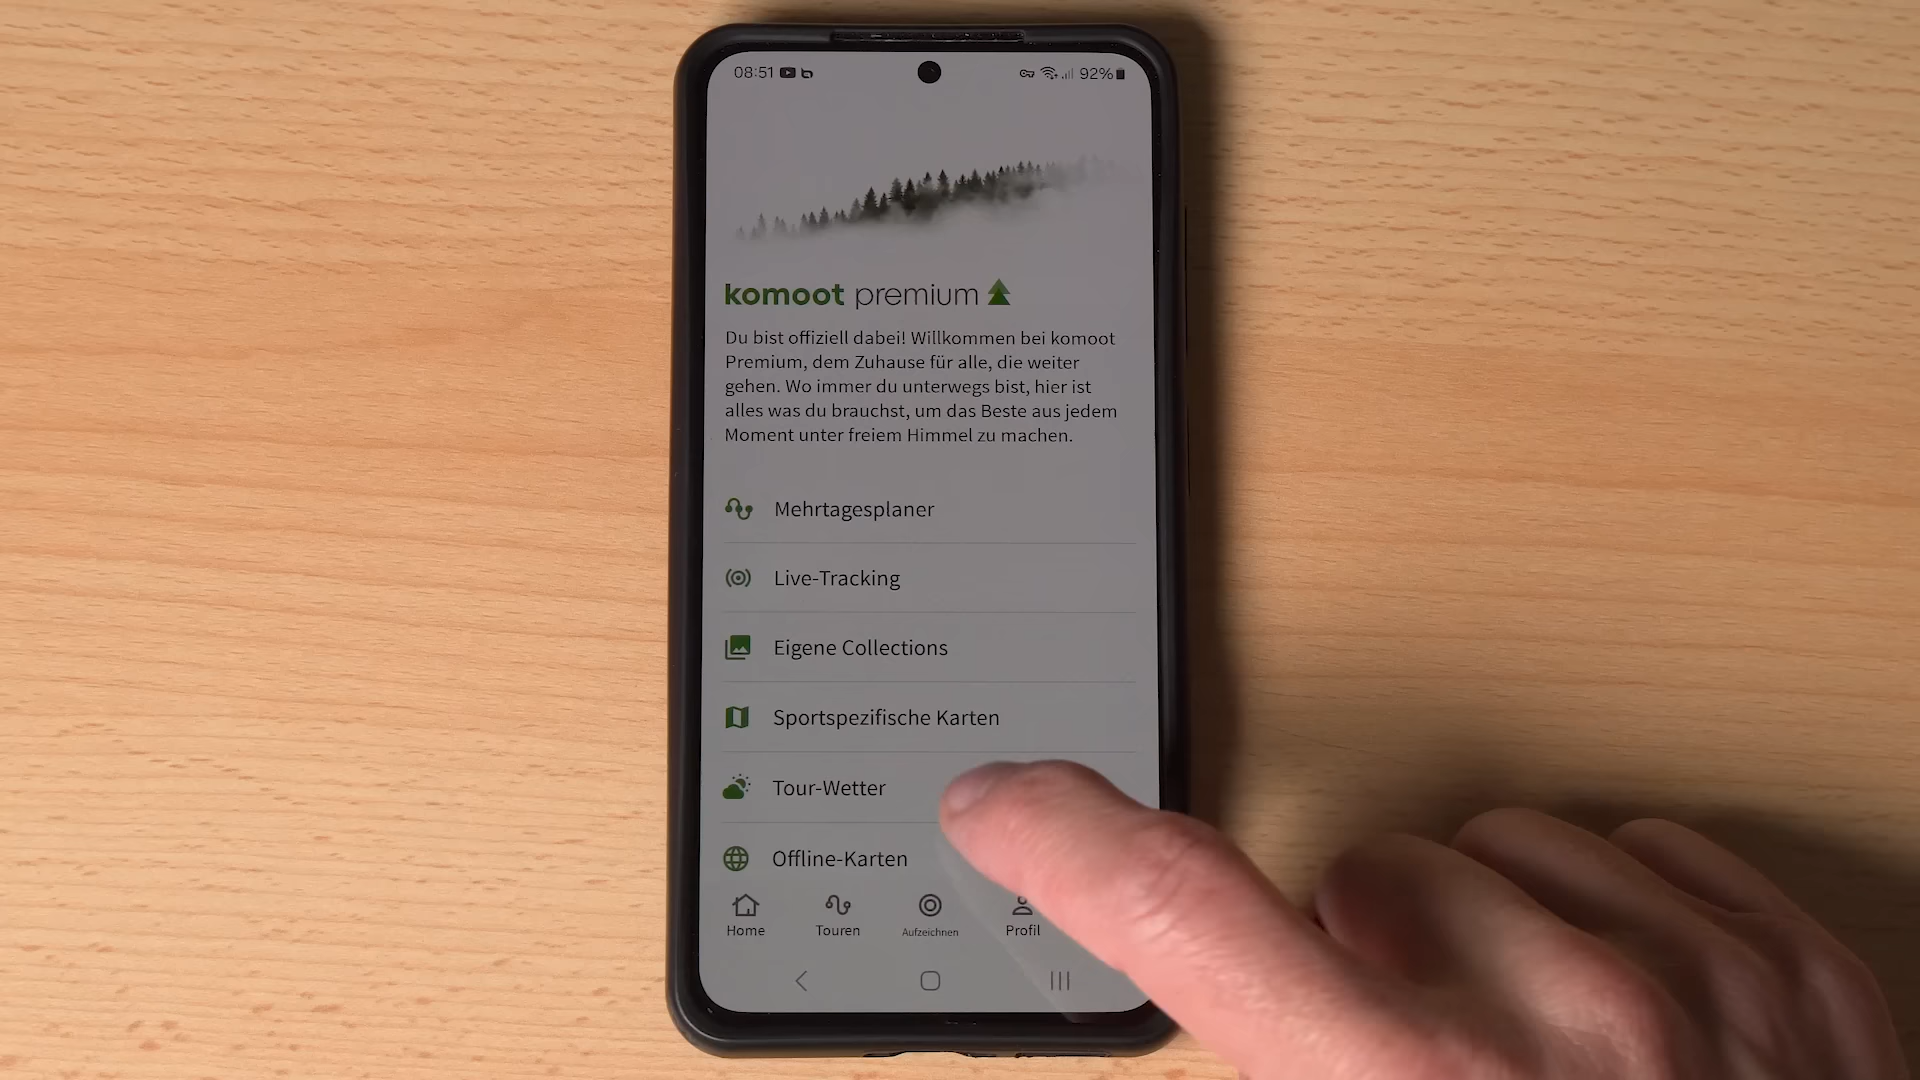 08:51
92%
komoot premium
Du bist offiziell dabei! Willkommen bei komoot
Premium, dem Zuhause für alle, die weiter
gehen. Wo immer du unterwegs bist, hier ist
alles was du brauchst, um das Beste aus jedem
Moment unter freiem Himmel zu machen.
Mehrtagesplaner
Live-Tracking
Eigene Collections
Sportspezifische Karten
Tour-Wetter
Offline-Karten
Home
Touren
Aufzeichnen
Profil